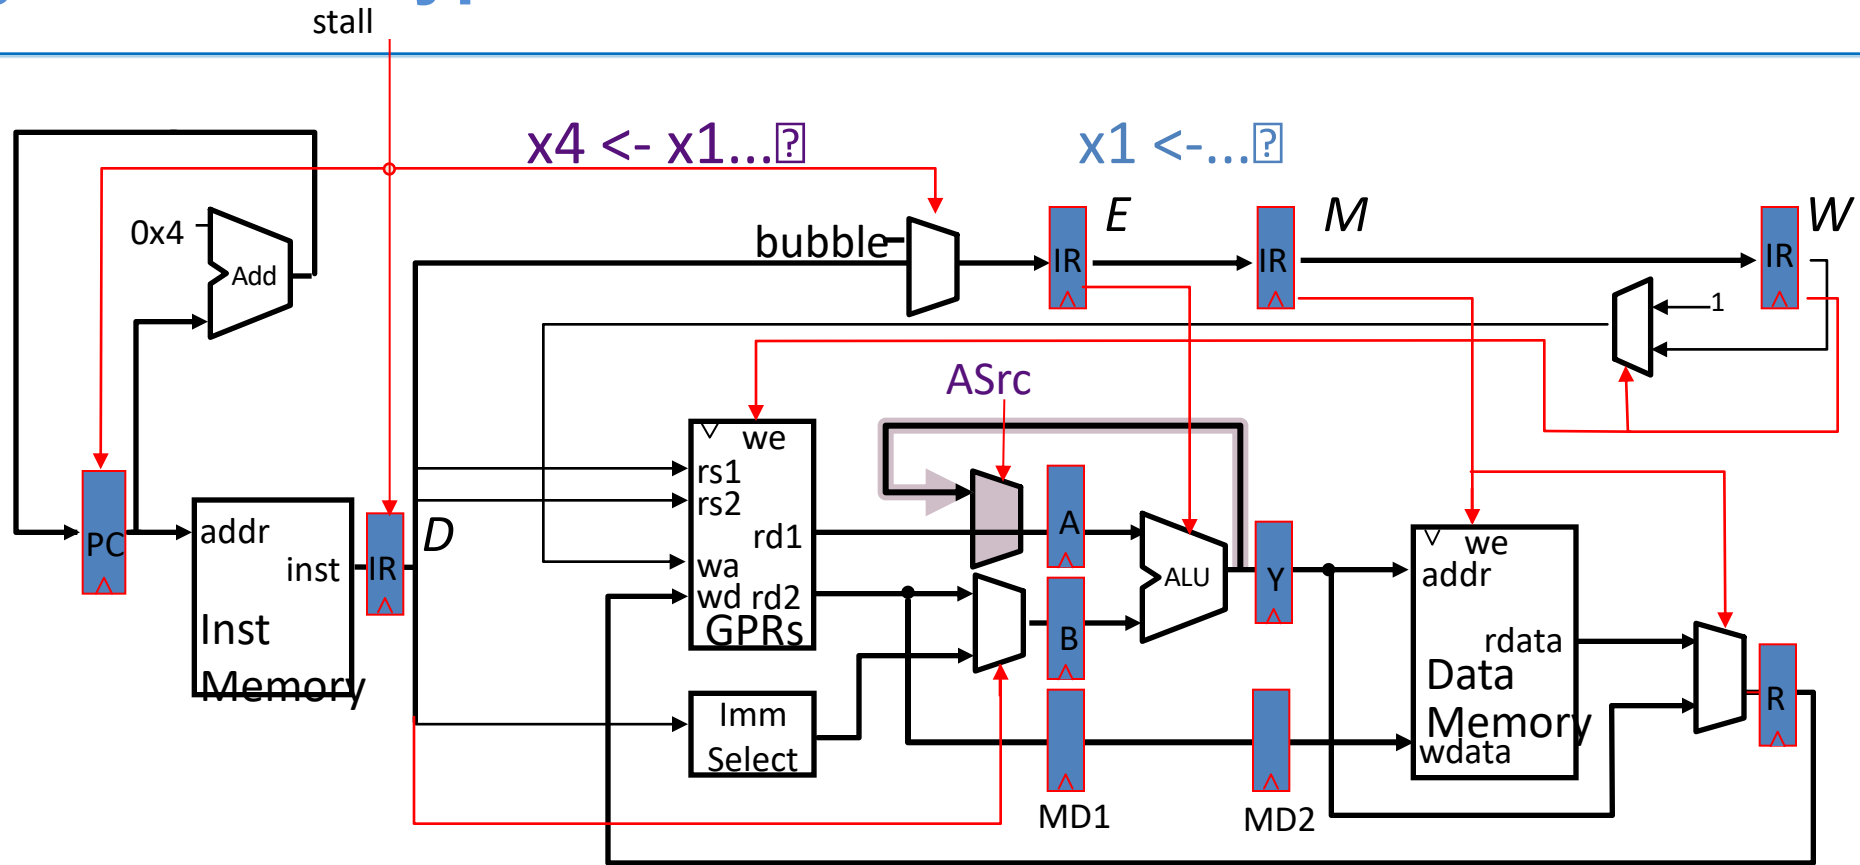 stall
x4 <- x1...
x1 <-...
E
M
W
0x4
Add
bubble
IR
IR
IR
1
ASrc
we
rs1
rs2
rd1
wa
wd rd2
GPRs
PC
addr
inst
Inst
Memory
IR
D
A
B
ALU
Y
we
addr
rdata
Data
Memory
wdata
R
Imm
Select
MD1
MD2